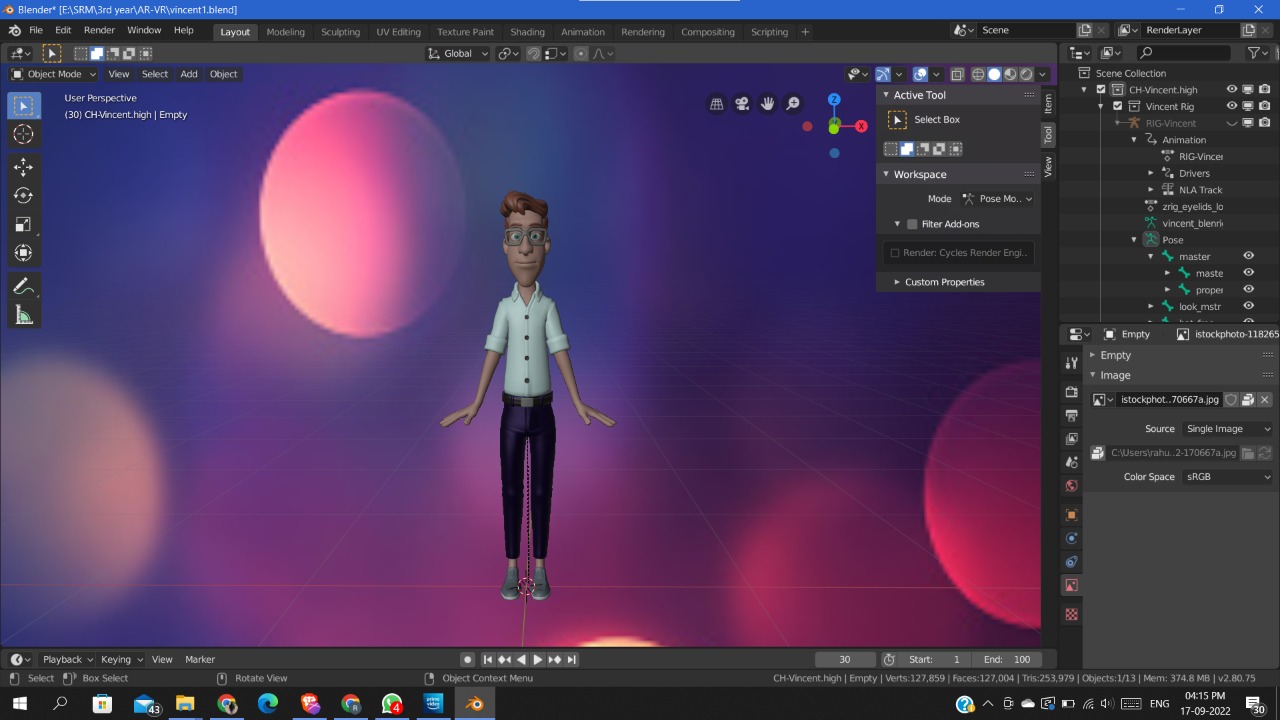 Blender* [E:\SRM\3rd year\AR-VR\vincent1.blend]
File Edit Render Window Help Layout Modeling Sculpting UV Editing Texture Paint Shading Animation Rendering Compositing Scripting + Scene RenderLayer
Global
Object Mode View Select Add Object
User Perspective
(30) CH-Vincent.high | Empty
Z
X
Active Tool
Select Box
Workspace
Mode Pose Mo..
Filter Add-ons
Render: Cycles Render Engi..
Custom Properties
Item
Tool
View
Scene Collection
CH-Vincent.high
Vincent Rig
RIG-Vincent
Animation
RIG-Vincer
Drivers
NLA Track
zrig_eyelids_lo
vincent_blenri
Pose
master
maste
proper
look_mstr
Empty istockphoto-118265
Empty
Image
istockphot..70667a.jpg
Source Single Image
C:\Users\rahu..2-170667a.jpg
Color Space sRGB
Playback Keying View Marker 30 Start: 1 End: 100
Select Box Select Rotate View Object Context Menu CH-Vincent.high | Empty | Verts:127,859 | Faces:127,004 | Tris:253,979 | Objects:1/13 | Mem: 374.8 MB | v2.80.75
43 R 4 prime video ENG 04:15 PM
17-09-2022 30